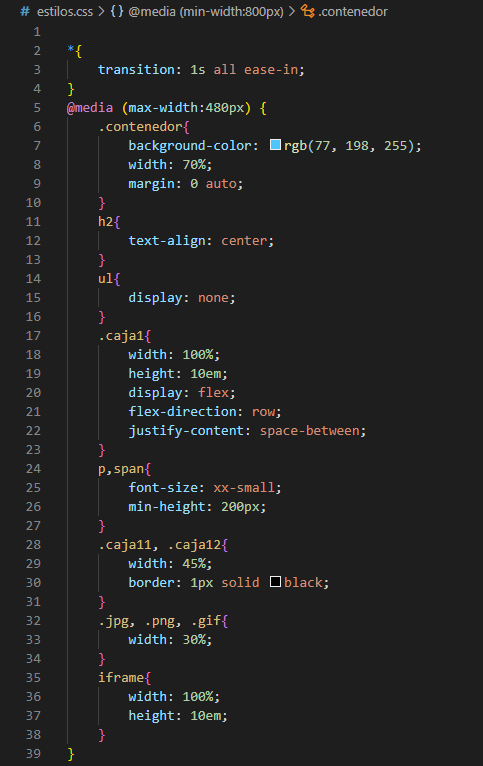 # estilos.css > {} @media (min-width:800px) > .contenedor
1
2 *{
3     transition: 1s all ease-in;
4 }
5 @media (max-width:480px) {
6     .contenedor{
7         background-color: rgb(77, 198, 255);
8         width: 70%;
9         margin: 0 auto;
10     }
11     h2{
12         text-align: center;
13     }
14     ul{
15         display: none;
16     }
17     .caja1{
18         width: 100%;
19         height: 10em;
20         display: flex;
21         flex-direction: row;
22         justify-content: space-between;
23     }
24     p,span{
25         font-size: xx-small;
26         min-height: 200px;
27     }
28     .caja11, .caja12{
29         width: 45%;
30         border: 1px solid black;
31     }
32     .jpg, .png, .gif{
33         width: 30%;
34     }
35     iframe{
36         width: 100%;
37         height: 10em;
38     }
39 }